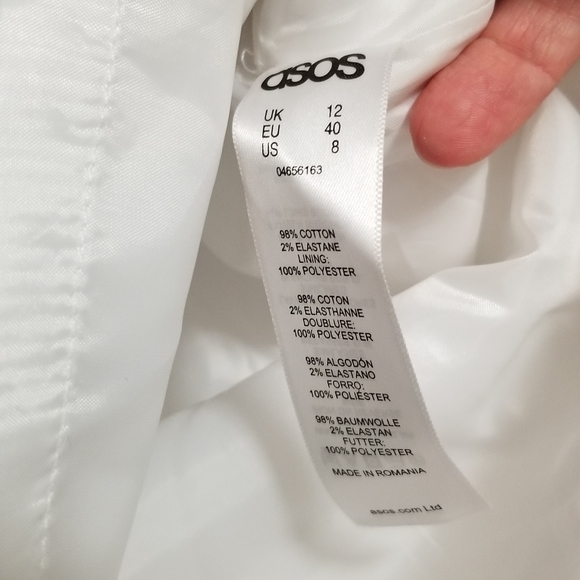 asos
UK 12
EU 40
US 8
04656163
98% COTTON
2% ELASTANE
LINING:
100% POLYESTER
98% COTON
2% ELASTHANNE
DOUBLURE:
100% POLYESTER
98% ALGODÓN
2% ELASTANO
FORRO:
100% POLIÉSTER
98% BAUMWOLLE
2% ELASTAN
FUTTER:
100% POLYESTER
MADE IN ROMANIA
asos.com Ltd